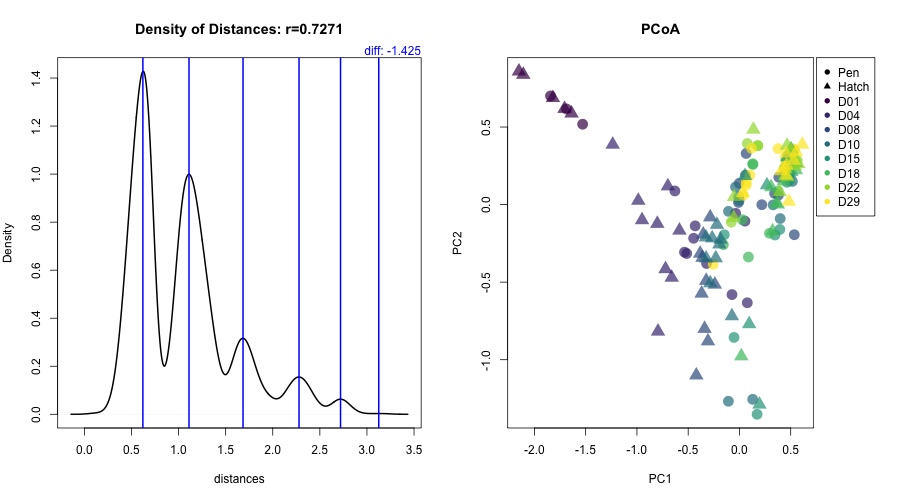 Density of Distances: r=0.7271
diff: -1.425
Density
0.0
0.2
0.4
0.6
0.8
1.0
1.2
1.4
0.0 0.5 1.0 1.5 2.0 2.5 3.0 3.5
distances
PCoA
PC2
-1.0
-0.5
0.0
0.5
-2.0 -1.5 -1.0 -0.5 0.0 0.5
PC1
Pen
Hatch
D01
D04
D08
D10
D15
D18
D22
D29